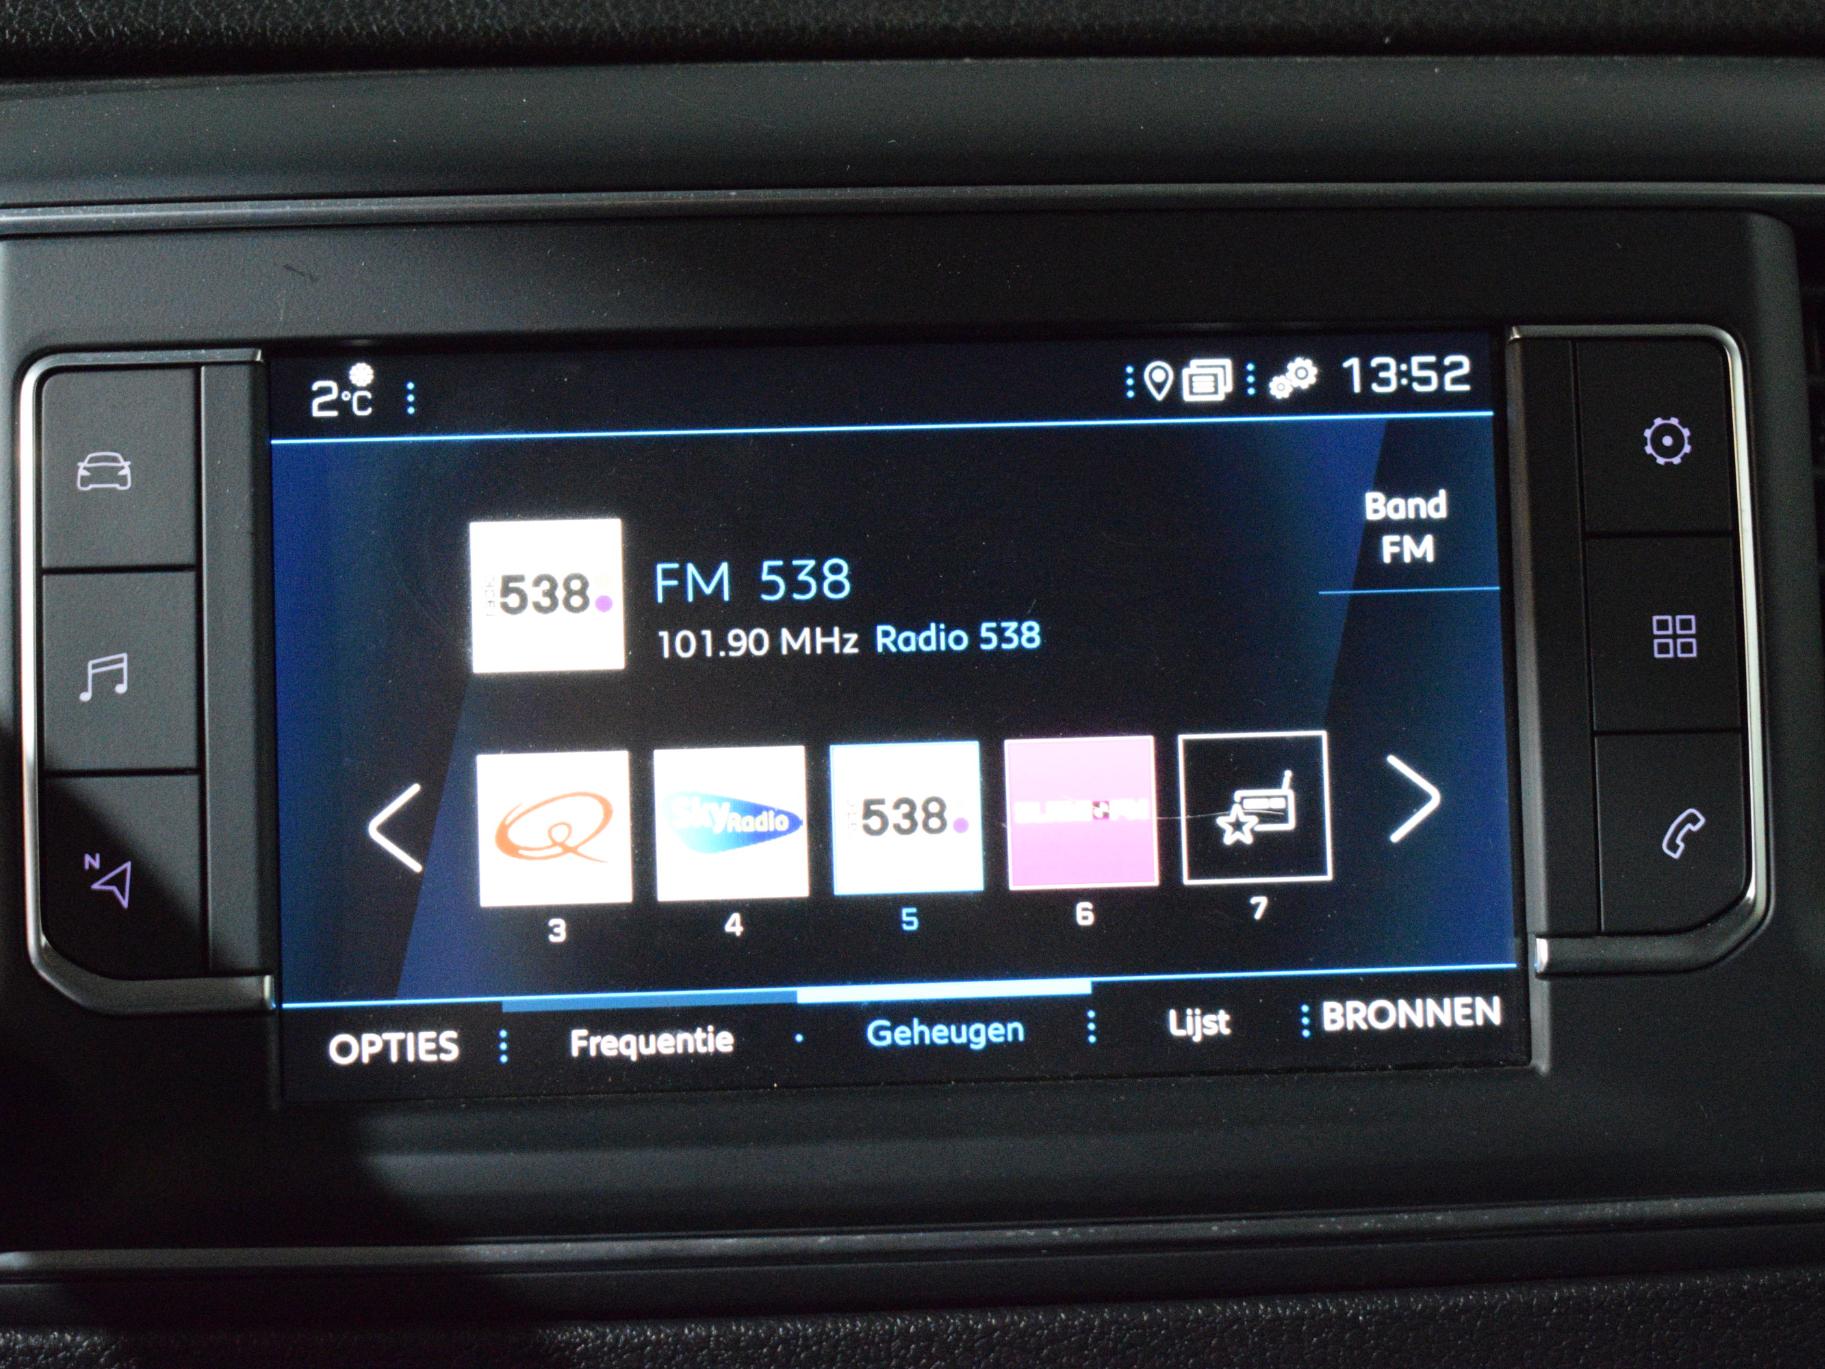 2°C
13:52
Band
FM
538
FM 538
101.90 MHz Radio 538
Sky Radio
538
3
4
5
6
7
N
OPTIES
Frequentie
Geheugen
Lijst
BRONNEN